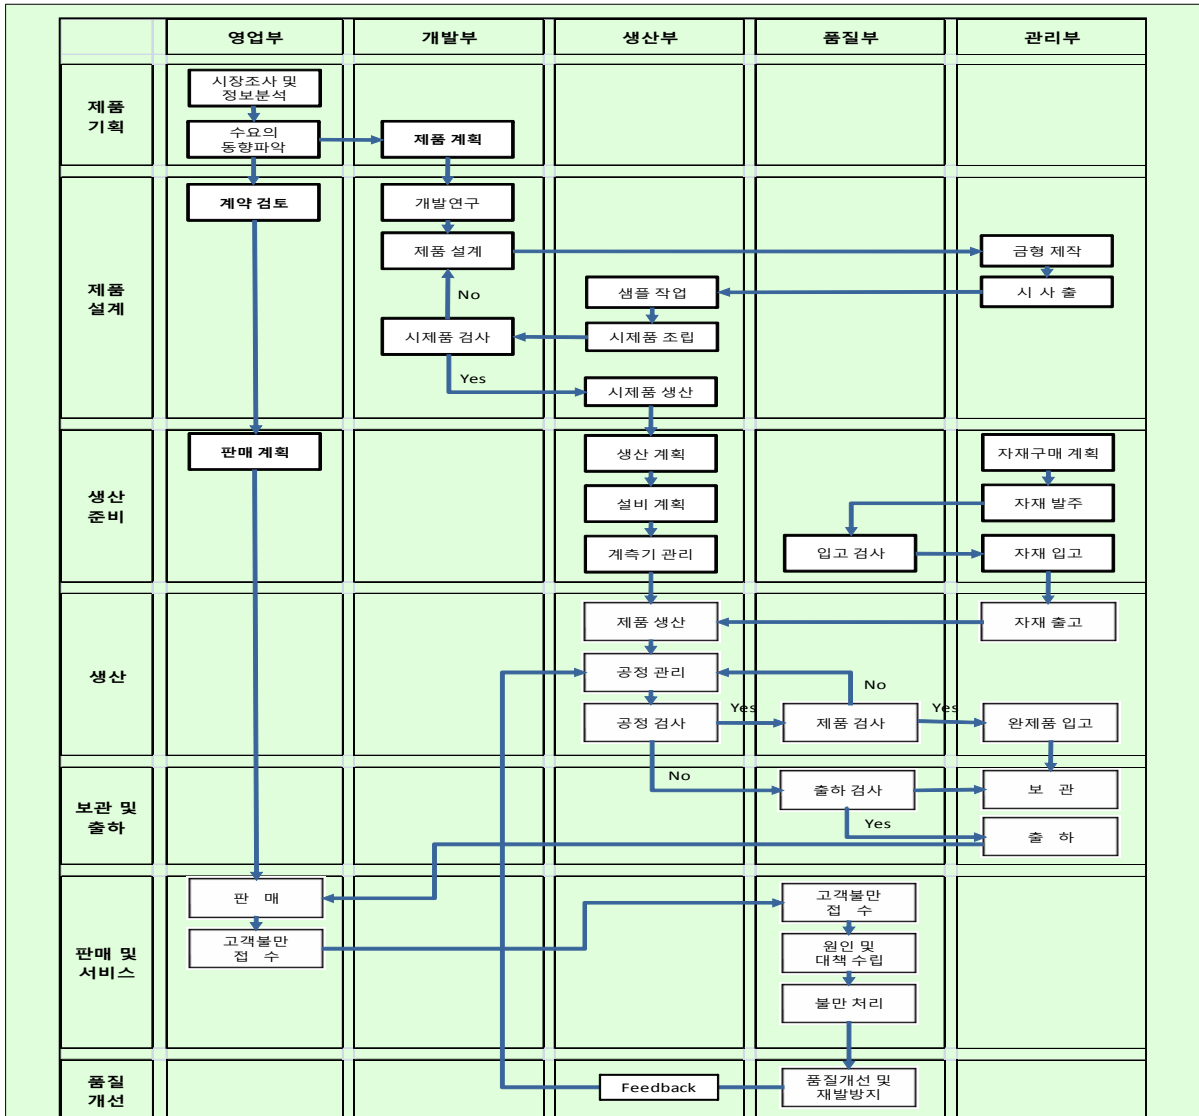 영업부 개발부 생산부 품질부 관리부
제품
기획
시장조사 및
정보분석
수요의
동향파악
제품 계획
제품
설계
계약 검토
개발연구
제품 설계
금형 제작
No
샘플 작업
시 사 출
시제품 검사
시제품 조립
Yes
시제품 생산
생산
준비
판매 계획
생산 계획
자재구매 계획
설비 계획
자재 발주
계측기 관리
입고 검사
자재 입고
생산
제품 생산
자재 출고
공정 관리
No
공정 검사
Yes
제품 검사
Yes
완제품 입고
보관 및
출하
No
출하 검사
보 관
Yes
출 하
판매 및
서비스
판 매
고객불만
접 수
고객불만
접 수
원인 및
대책 수립
불만 처리
품질
개선
Feedback
품질개선 및
재발방지